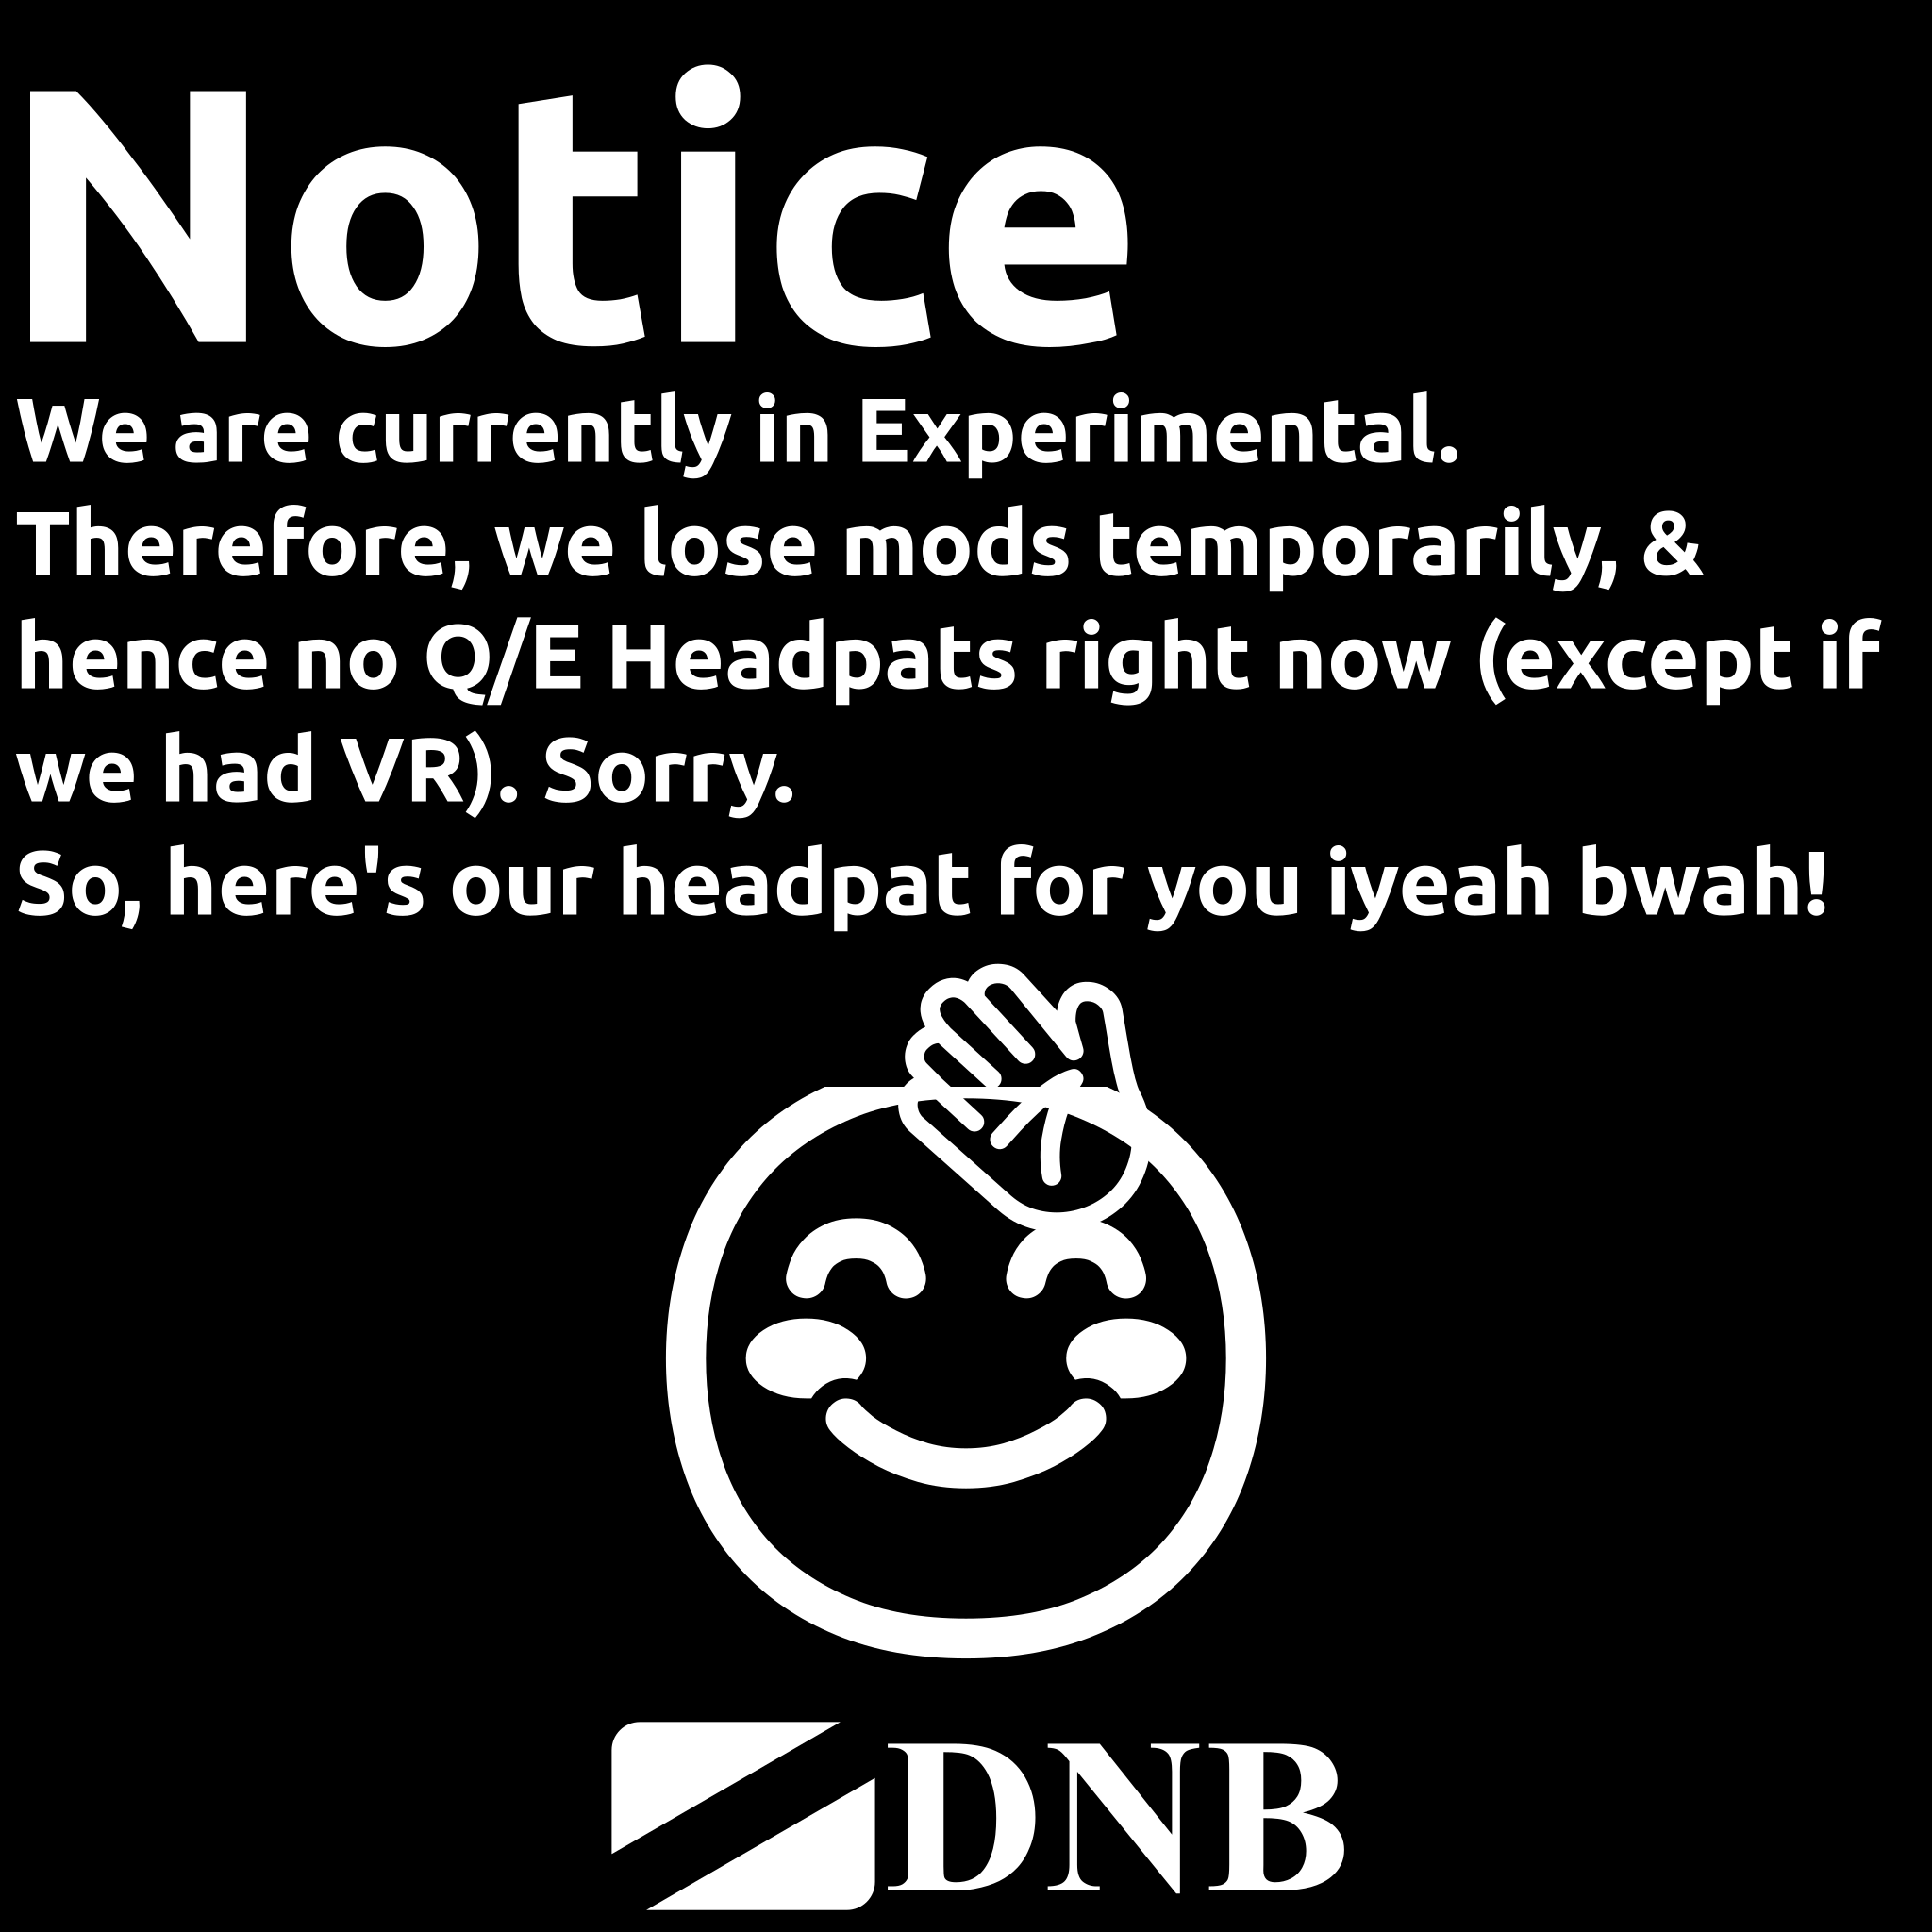 Notice
We are currently in Experimental.
Therefore, we lose mods temporarily, &
hence no Q/E Headpats right now (except if
we had VR). Sorry.
So, here's our headpat for you iyeah bwah!
DNB